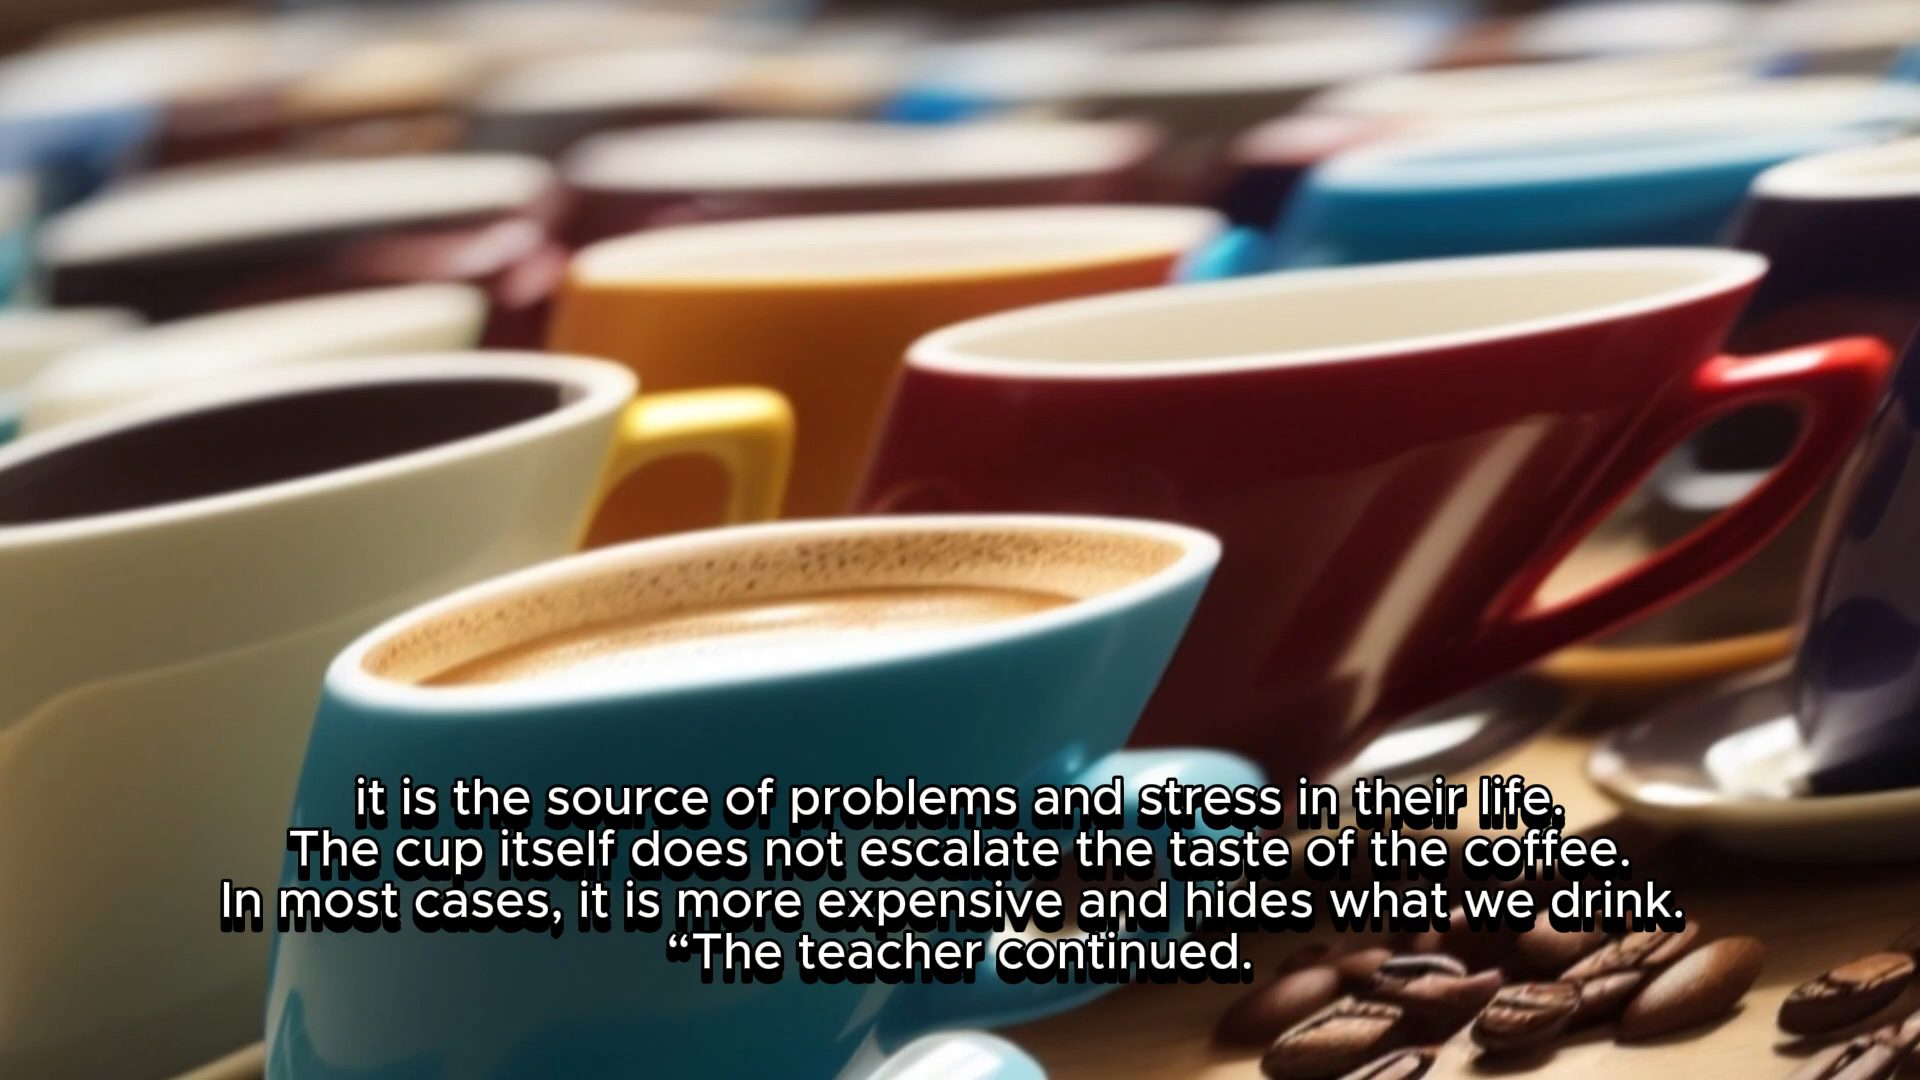 it is the source of problems and stress in their life.
The cup itself does not escalate the taste of the coffee.
In most cases, it is more expensive and hides what we drink.
“The teacher continued.